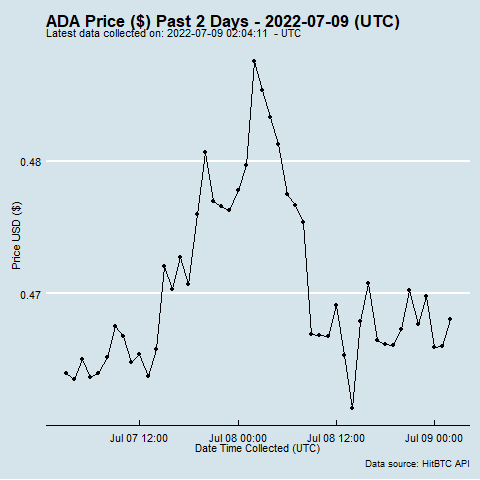 ADA Price ($) Past 2 Days - 2022-07-09 (UTC)
Latest data collected on: 2022-07-09 02:04:11 - UTC
0.48
0.47
Price USD ($)
Jul 07 12:00 Jul 08 00:00 Jul 08 12:00 Jul 09 00:00
Date Time Collected (UTC)
Data source: HitBTC API